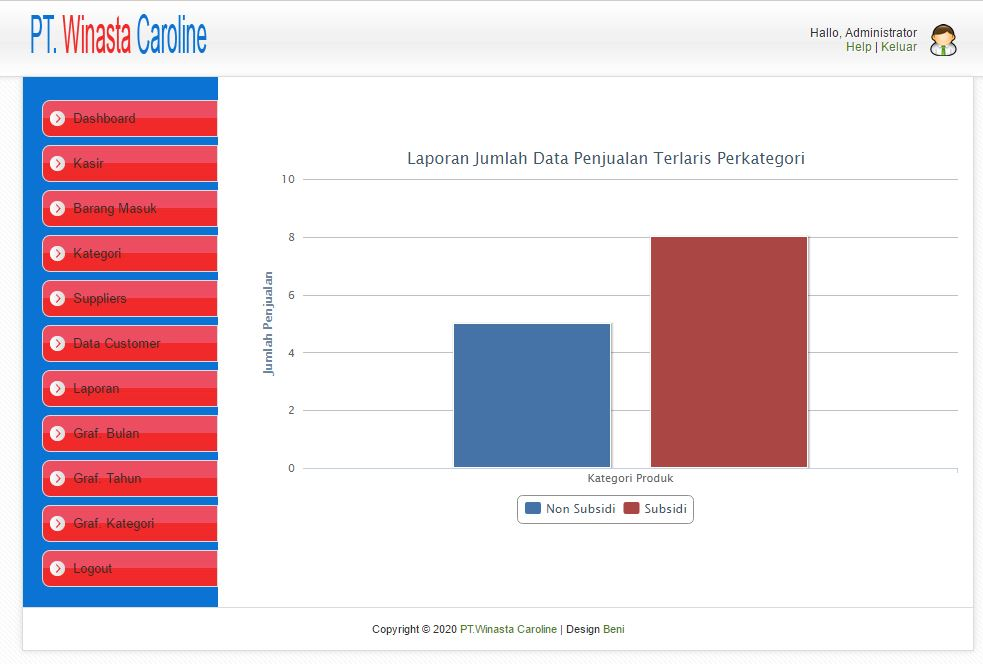 PT. Winasta Caroline
Hallo, Administrator
Help | Keluar
Dashboard
Kasir
Barang Masuk
Kategori
Suppliers
Data Customer
Laporan
Graf. Bulan
Graf. Tahun
Graf. Kategori
Logout
Laporan Jumlah Data Penjualan Terlaris Perkategori
Jumlah Penjualan
10
8
6
4
2
0
Kategori Produk
Non Subsidi Subsidi
Copyright © 2020 PT.Winasta Caroline | Design Beni